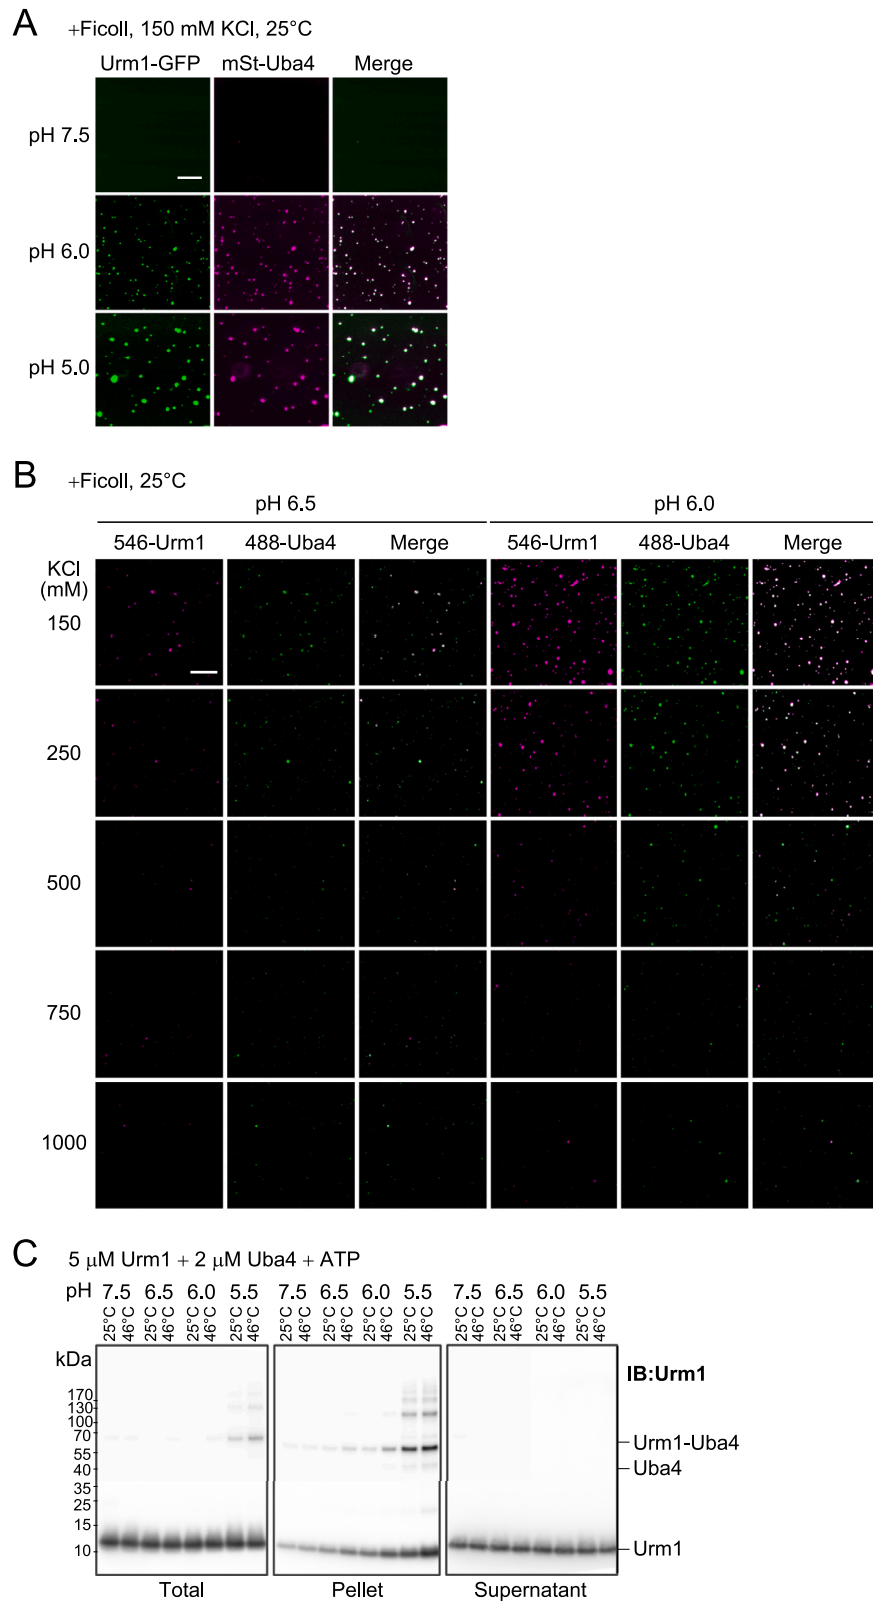 A
+Ficoll, 150 mM KCl, 25°C
Urm1-GFP mSt-Uba4 Merge
pH 7.5
pH 6.0
pH 5.0
B
+Ficoll, 25°C
pH 6.5 pH 6.0
546-Urm1 488-Uba4 Merge 546-Urm1 488-Uba4 Merge
KCl
(mM)
150
250
500
750
1000
C
5 μM Urm1 + 2 μM Uba4 + ATP
pH 7.5 6.5 6.0 5.5 7.5 6.5 6.0 5.5 7.5 6.5 6.0 5.5
25°C 46°C 25°C 46°C 25°C 46°C 25°C 46°C 25°C 46°C 25°C 46°C 25°C 46°C 25°C 46°C 25°C 46°C 25°C 46°C 25°C 46°C 25°C 46°C
kDa
IB:Urm1
170
130
100
70
Urm1-Uba4
55
40
Uba4
35
25
15
10
Urm1
Total Pellet Supernatant